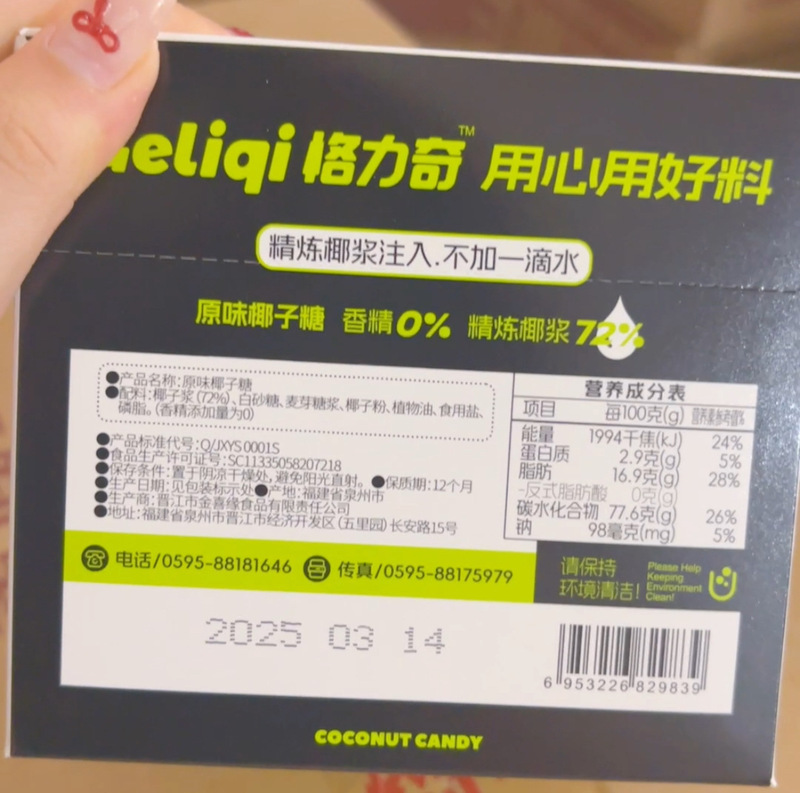 eliqi 格力奇™ 用心用好料
精炼椰浆注入.不加一滴水
原味椰子糖 香精0% 精炼椰浆72%
●产品名称:原味椰子糖
●配料:椰子浆(72%)、白砂糖、麦芽糖浆、椰子粉、植物油、食用盐、
磷脂。(香精添加量为0)
●产品标准代号:Q/JXYS 0001S
●食品生产许可证号:SC11335058207218
●保存条件:置干阴凉干燥处,避免阳光直射。●保质期:12个月
●生产日期:见包装标示处●产地:福建省泉州市
●生产商:晋江市金喜缘食品有限责任公司
●地址:福建省泉州市晋江市经济开发区(五里园)长安路15号
营养成分表
项目 每100克(g) 营养素参考值%
能量 1994千焦(kJ) 24%
蛋白质 2.9克(g) 5%
脂肪 16.9克(g) 28%
-反式脂肪酸 0克(g)
碳水化合物 77.6克(g) 26%
钠 98毫克(mg) 5%
电话/0595-88181646 传真/0595-88175979
请保持
环境清洁!
Please Help
Keeping
Environment
Clean!
2025 03 14
6 953226 829839
COCONUT CANDY